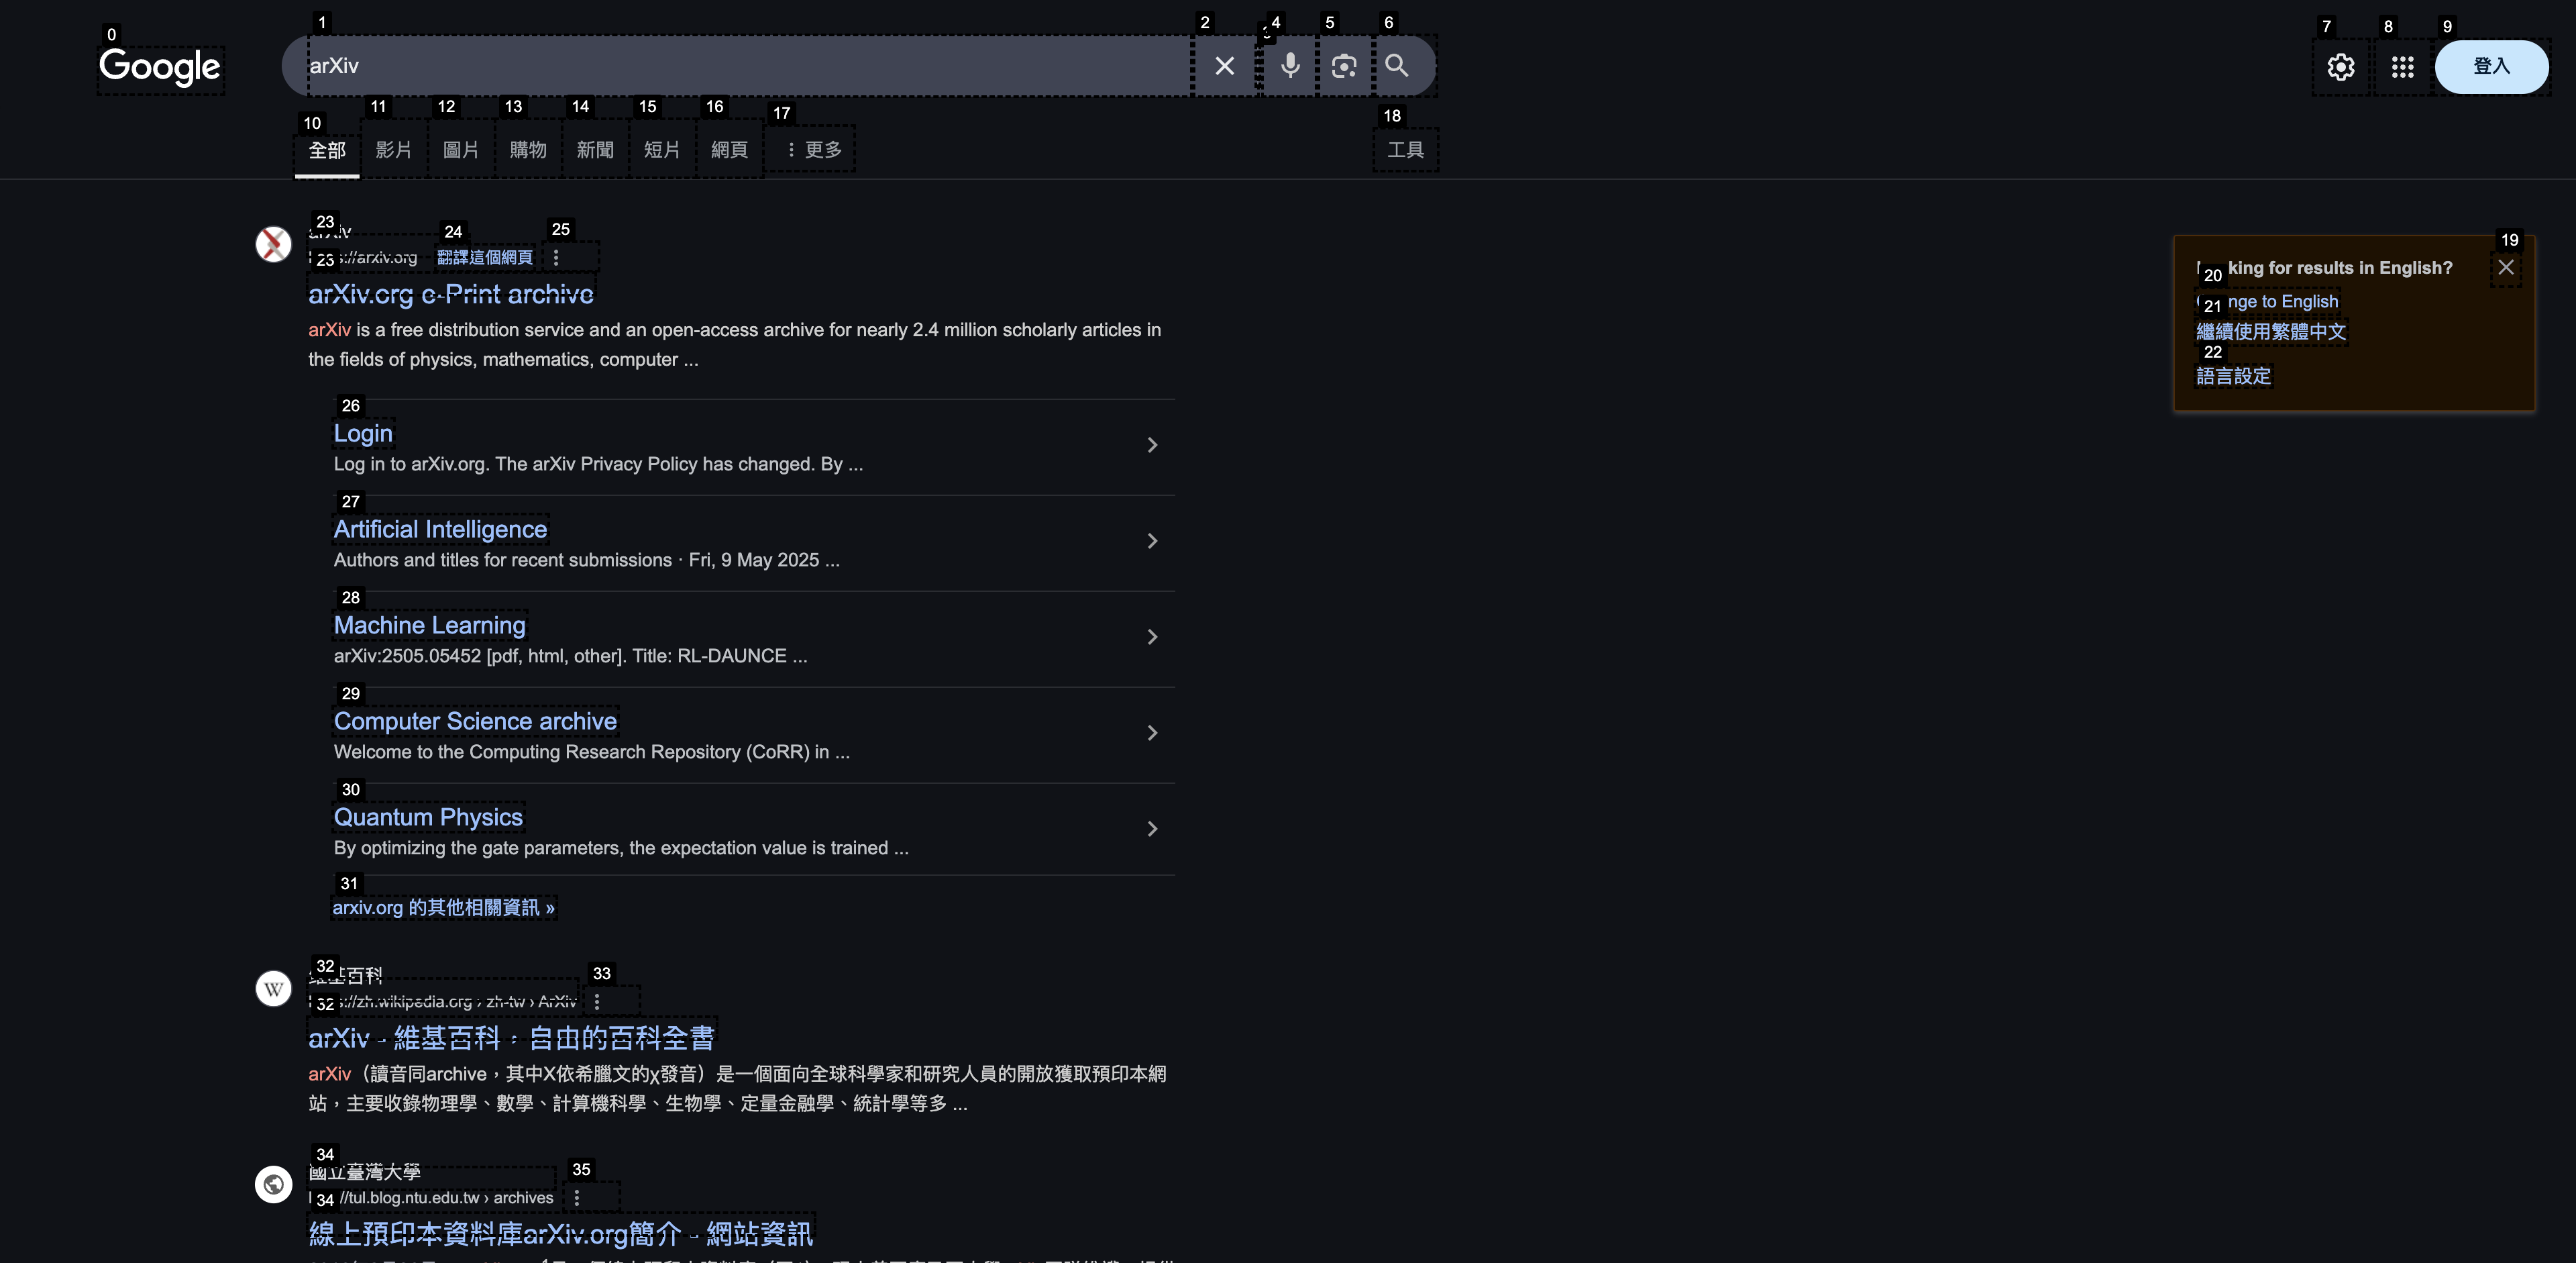 Google
arXiv
登入
全部 影片 圖片 購物 新聞 短片 網頁 更多 工具
0 1 2 4 5 6 7 8 9 10 11 12 13 14 15 16 17 18
23
24
25
23
翻譯這個網頁
arXiv.org e-Print archive
arXiv is a free distribution service and an open-access archive for nearly 2.4 million scholarly articles in
the fields of physics, mathematics, computer ...
19
king for results in English?
20
nge to English
21
繼續使用繁體中文
22
語言設定
26
Login
Log in to arXiv.org. The arXiv Privacy Policy has changed. By ...
27
Artificial Intelligence
Authors and titles for recent submissions · Fri, 9 May 2025 ...
28
Machine Learning
arXiv:2505.05452 [pdf, html, other]. Title: RL-DAUNCE ...
29
Computer Science archive
Welcome to the Computing Research Repository (CoRR) in ...
30
Quantum Physics
By optimizing the gate parameters, the expectation value is trained ...
31
arxiv.org 的其他相關資訊 »
32
33
維基百科
32
://zh.wikipedia.org › zh-tw › ArXiv
arXiv - 維基百科，自由的百科全書
arXiv（讀音同archive，其中X依希臘文的χ發音）是一個面向全球科學家和研究人員的開放獲取預印本網
站，主要收錄物理學、數學、計算機科學、生物學、定量金融學、統計學等多 ...
34
35
國立臺灣大學
34
//tul.blog.ntu.edu.tw › archives
線上預印本資料庫arXiv.org簡介 - 網站資訊